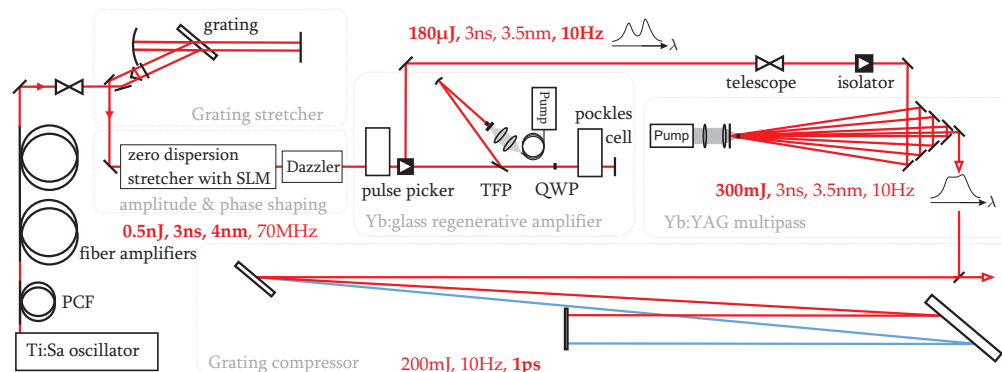 grating
Grating stretcher
180μJ, 3ns, 3.5nm, 10Hz
λ
telescope
isolator
Pump
pockles
cell
Pump
zero dispersion
stretcher with SLM
Dazzler
pulse picker
TFP
QWP
amplitude & phase shaping
Yb:glass regenerative amplifier
300mJ, 3ns, 3.5nm, 10Hz
λ
Yb:YAG multipass
0.5nJ, 3ns, 4nm, 70MHz
fiber amplifiers
PCF
Ti:Sa oscillator
Grating compressor
200mJ, 10Hz, 1ps